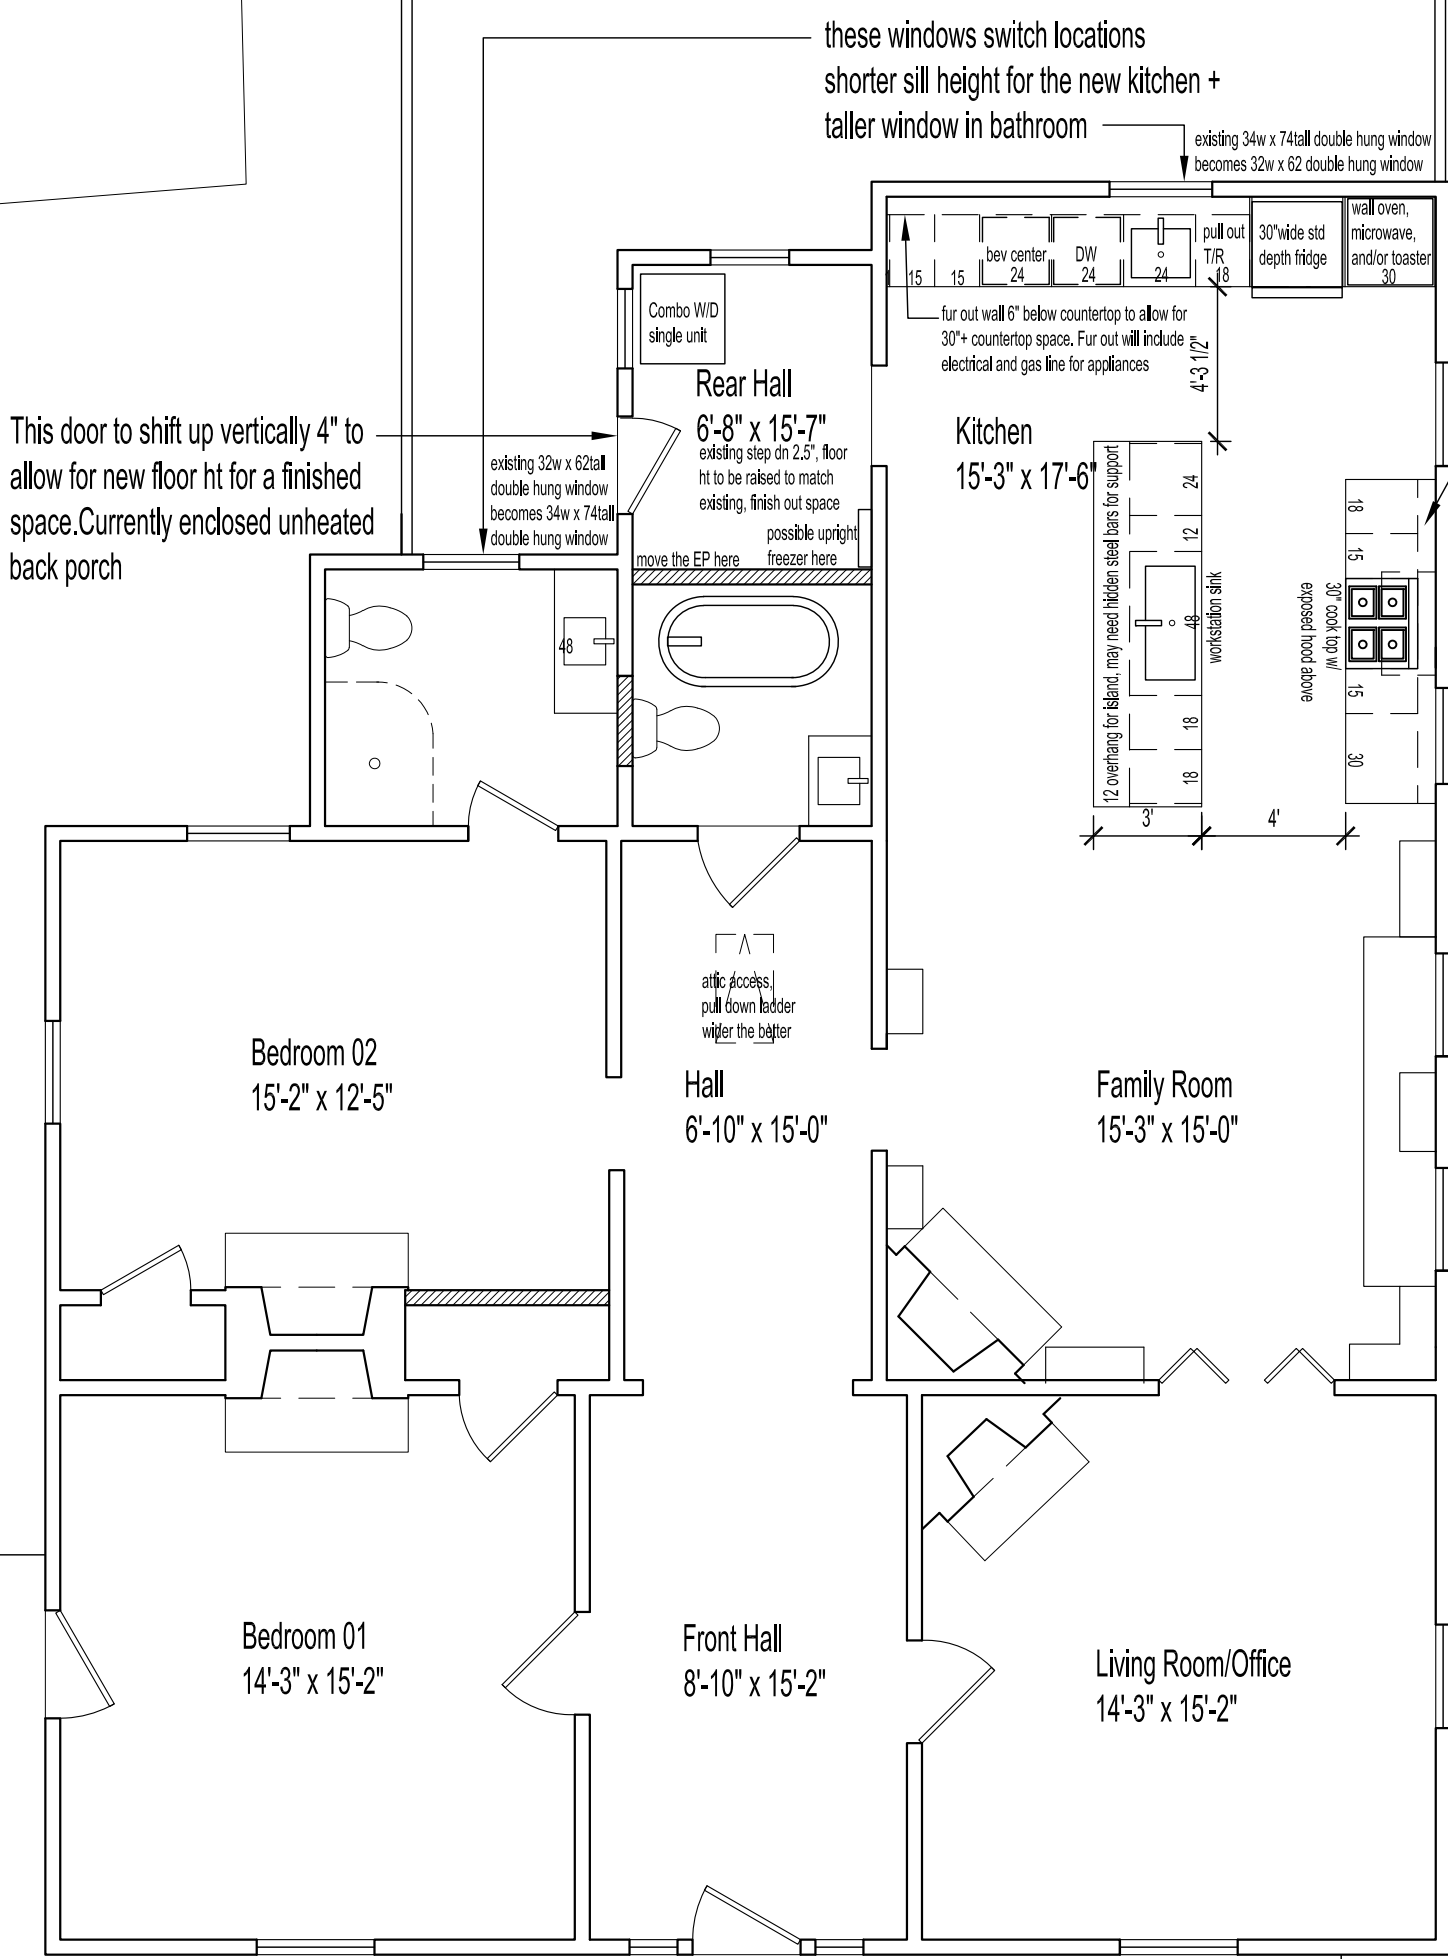 these windows switch locations
shorter sill height for the new kitchen +
taller window in bathroom
existing 34w x 74tall double hung window
becomes 32w x 62 double hung window
wall oven,
microwave,
and/or toaster
30
30"wide std
depth fridge
pull out
T/R
18
24
DW
24
bev center
24
15
15
fur out wall 6" below countertop to allow for
30"+ countertop space. Fur out will include
electrical and gas line for appliances
4'-3 1/2"
Combo W/D
single unit
Rear Hall
6'-8" x 15'-7"
existing step dn 2.5", floor
ht to be raised to match
existing, finish out space
possible upright
freezer here
move the EP here
This door to shift up vertically 4" to
allow for new floor ht for a finished
space.Currently enclosed unheated
back porch
existing 32w x 62tall
double hung window
becomes 34w x 74tall
double hung window
Kitchen
15'-3" x 17'-6"
12 overhang for island, may need hidden steel bars for support
24
12
48
workstation sink
18
18
18
15
30" cook top w/
exposed hood above
15
30
3'
4'
48
attic access,
pull down ladder
wider the better
Bedroom 02
15'-2" x 12'-5"
Hall
6'-10" x 15'-0"
Family Room
15'-3" x 15'-0"
Bedroom 01
14'-3" x 15'-2"
Front Hall
8'-10" x 15'-2"
Living Room/Office
14'-3" x 15'-2"